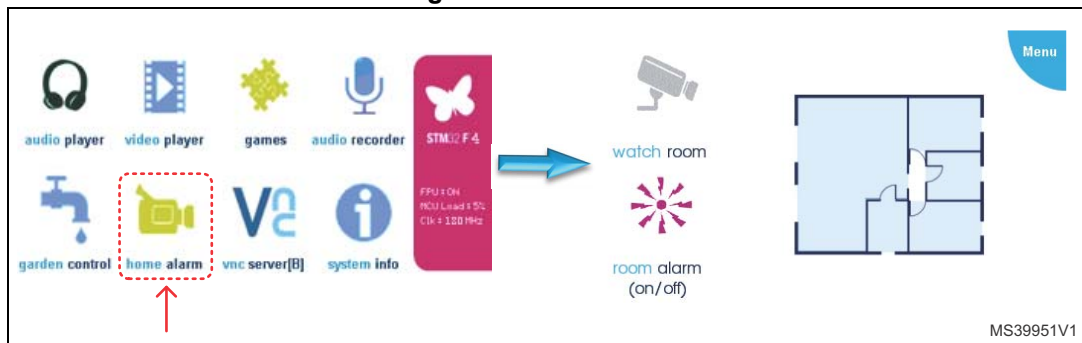 audio player
video player
games
audio recorder
STM32 F4
FPU : ON
MCU Load : 5%
Clk : 180 MHz
garden control
home alarm
vnc server[B]
system info
watch room
room alarm
(on/off)
Menu
MS39951V1